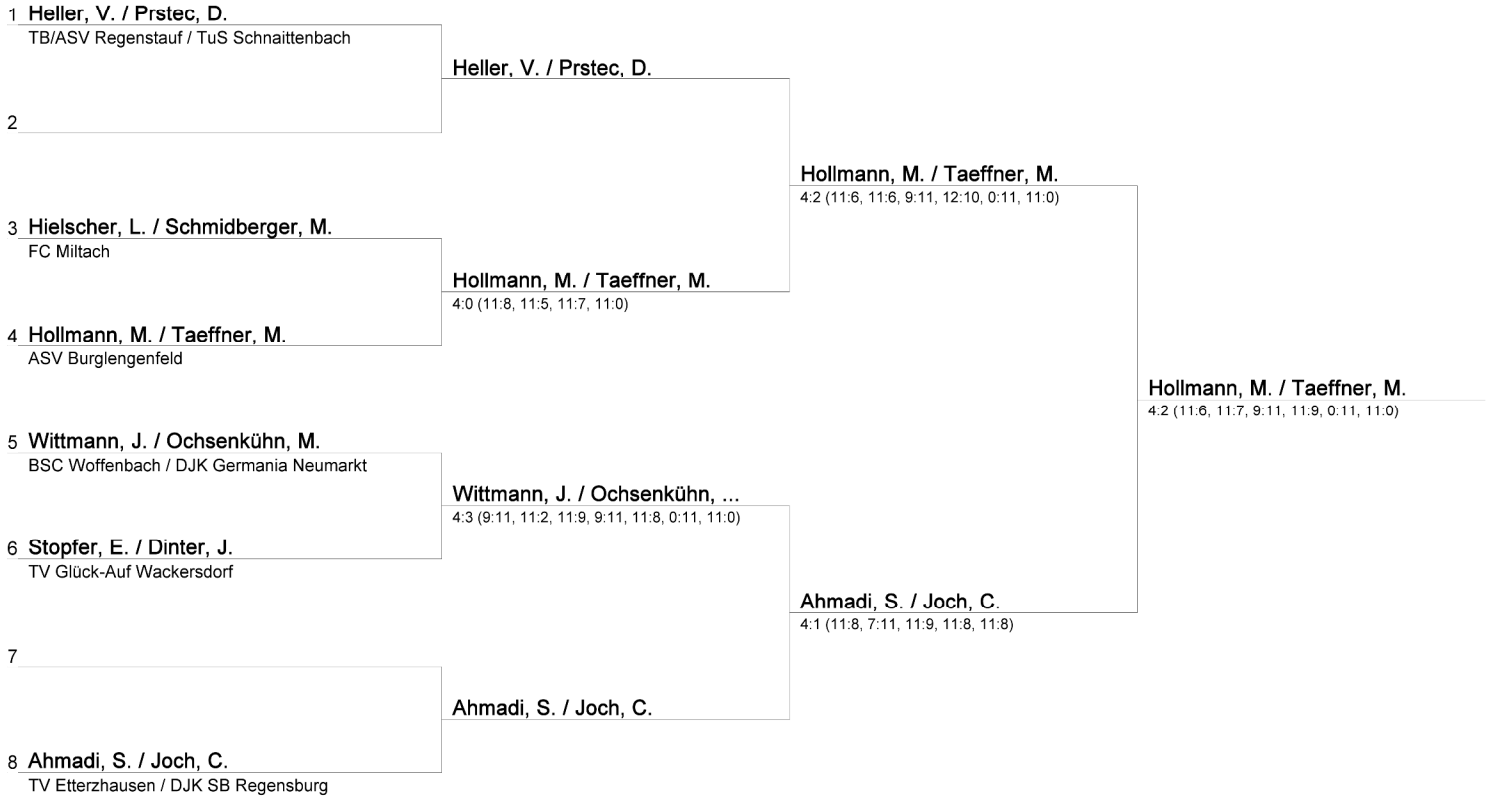 1 Heller, V. / Prstec, D.
TB/ASV Regenstauf / TuS Schnaittenbach
Heller, V. / Prstec, D.
2
Hollmann, M. / Taeffner, M.
4:2 (11:6, 11:6, 9:11, 12:10, 0:11, 11:0)
3 Hielscher, L. / Schmidberger, M.
FC Miltach
Hollmann, M. / Taeffner, M.
4:0 (11:8, 11:5, 11:7, 11:0)
4 Hollmann, M. / Taeffner, M.
ASV Burglengenfeld
Hollmann, M. / Taeffner, M.
4:2 (11:6, 11:7, 9:11, 11:9, 0:11, 11:0)
5 Wittmann, J. / Ochsenkühn, M.
BSC Woffenbach / DJK Germania Neumarkt
Wittmann, J. / Ochsenkühn, ...
4:3 (9:11, 11:2, 11:9, 9:11, 11:8, 0:11, 11:0)
6 Stopfer, E. / Dinter, J.
TV Glück-Auf Wackersdorf
Ahmadi, S. / Joch, C.
4:1 (11:8, 7:11, 11:9, 11:8, 11:8)
7
Ahmadi, S. / Joch, C.
8 Ahmadi, S. / Joch, C.
TV Etterzhausen / DJK SB Regensburg